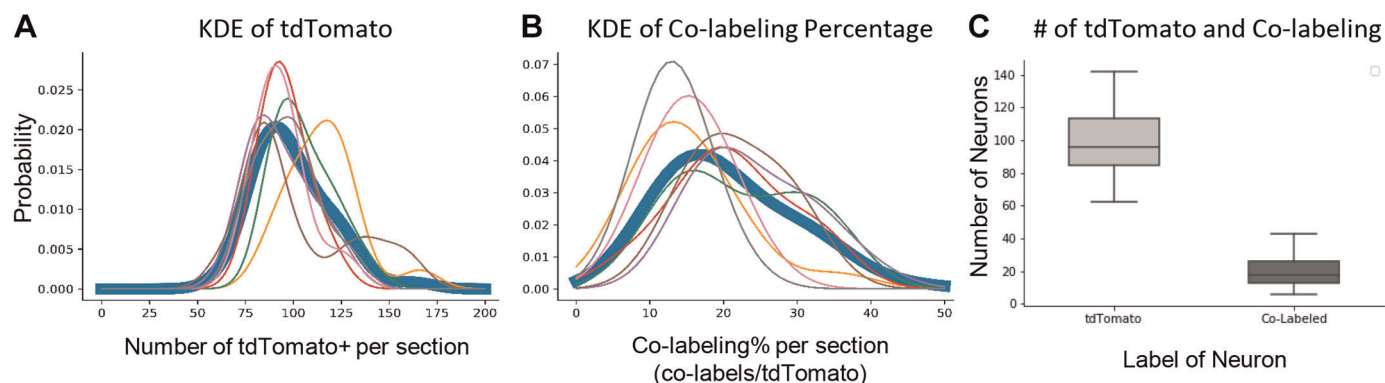 A
KDE of tdTomato
Probability
0.025
0.020
0.015
0.010
0.005
0.000
0 25 50 75 100 125 150 175 200
Number of tdTomato+ per section
B
KDE of Co-labeling Percentage
0.07
0.06
0.05
0.04
0.03
0.02
0.01
0.00
0 10 20 30 40 50
Co-labeling% per section
(co-labels/tdTomato)
C
# of tdTomato and Co-labeling
Number of Neurons
140
120
100
80
60
40
20
0
tdTomato Co-Labeled
Label of Neuron